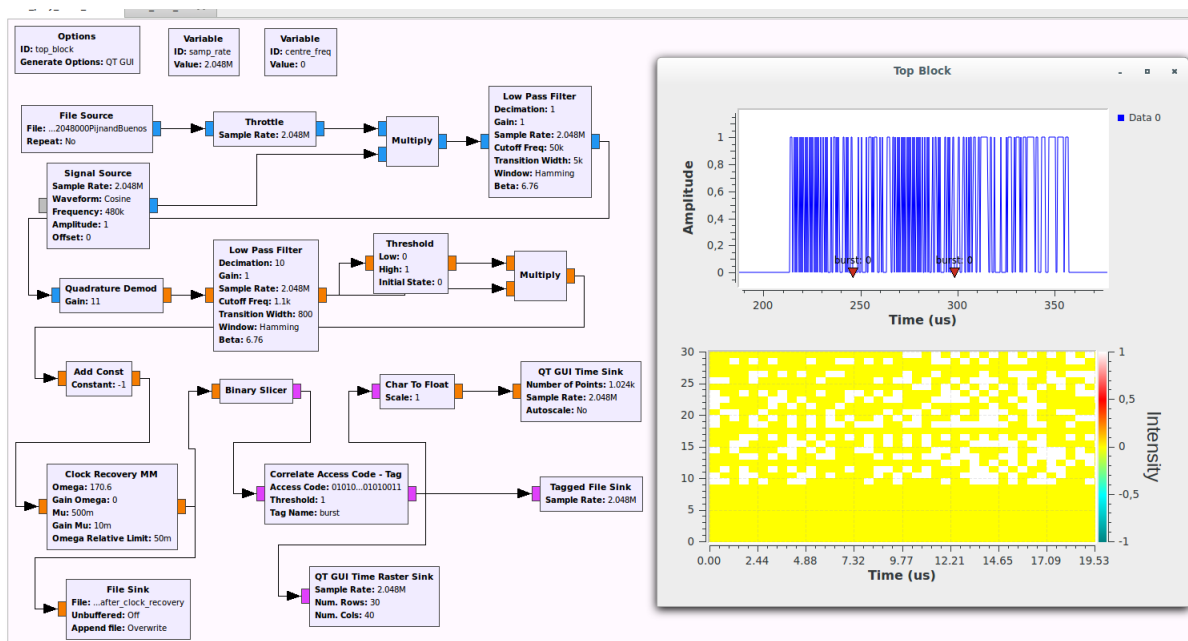 Options
ID: top_block
Generate Options: QT GUI
Variable
ID: samp_rate
Value: 2.048M
Variable
ID: centre_freq
Value: 0
File Source
File: ...2048000PijnandBuenos
Repeat: No
Throttle
Sample Rate: 2.048M
Multiply
Low Pass Filter
Decimation: 1
Gain: 1
Sample Rate: 2.048M
Cutoff Freq: 50k
Transition Width: 5k
Window: Hamming
Beta: 6.76
Signal Source
Sample Rate: 2.048M
Waveform: Cosine
Frequency: 480k
Amplitude: 1
Offset: 0
Quadrature Demod
Gain: 11
Low Pass Filter
Decimation: 10
Gain: 1
Sample Rate: 2.048M
Cutoff Freq: 1.1k
Transition Width: 800
Window: Hamming
Beta: 6.76
Threshold
Low: 0
High: 1
Initial State: 0
Multiply
Add Const
Constant: -1
Binary Slicer
Char To Float
Scale: 1
QT GUI Time Sink
Number of Points: 1.024k
Sample Rate: 2.048M
Autoscale: No
Clock Recovery MM
Omega: 170.6
Gain Omega: 0
Mu: 500m
Gain Mu: 10m
Omega Relative Limit: 50m
Correlate Access Code - Tag
Access Code: 01010...01010011
Threshold: 1
Tag Name: burst
Tagged File Sink
Sample Rate: 2.048M
File Sink
File: ...after_clock_recovery
Unbuffered: Off
Append file: Overwrite
QT GUI Time Raster Sink
Sample Rate: 2.048M
Num. Rows: 30
Num. Cols: 40
Top Block
Data 0
Amplitude
1
0,8
0,6
0,4
0,2
0
burst: 0
burst: 0
200
250
300
350
Time (us)
30
25
20
15
10
5
0
0.00
2.44
4.88
7.32
9.77
12.21
14.65
17.09
19.53
Time (us)
1
0,5
0
-0,5
-1
Intensity